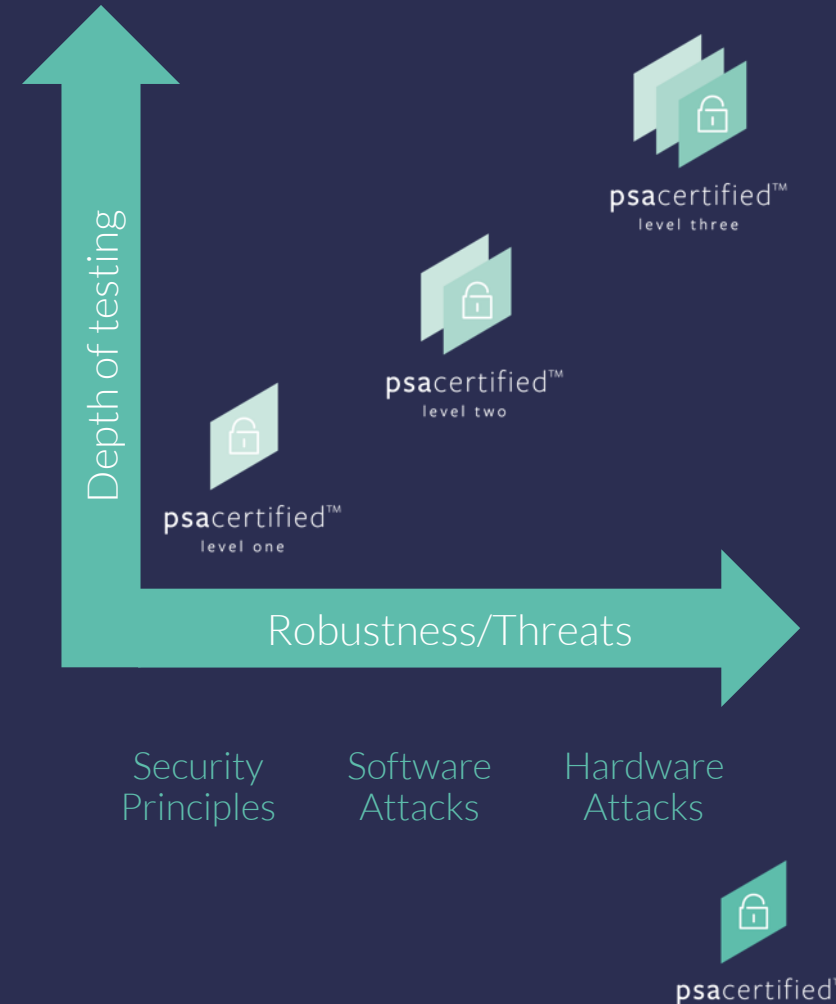 psacertified™
level three
psacertified™
level two
Depth of testing
psacertified™
level one
Robustness/Threats
Security
Principles
Software
Attacks
Hardware
Attacks
psacertified